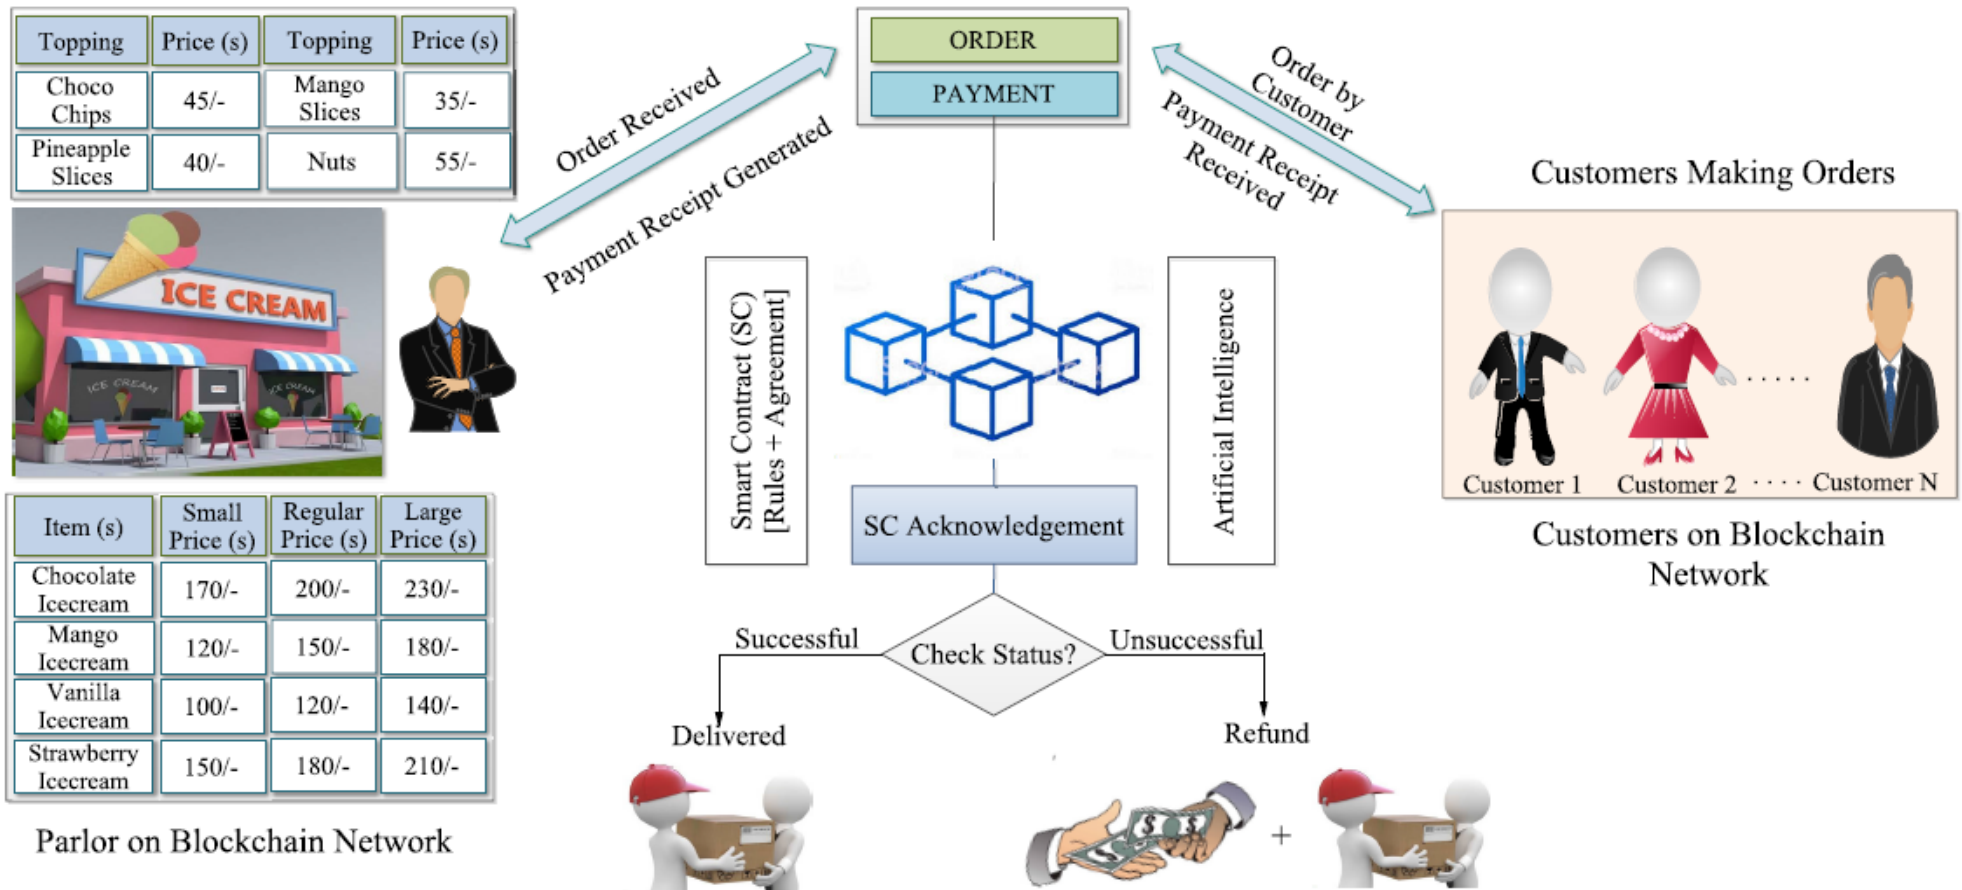 Topping Price (s) Topping Price (s)
Choco
Chips
45/-
Mango
Slices
35/-
Pineapple
Slices
40/-
Nuts
55/-
ICE CREAM
ICE CREAM
ICE CREAM
Item (s)
Small
Price (s)
Regular
Price (s)
Large
Price (s)
Chocolate
Icecream
170/- 200/- 230/-
Mango
Icecream
120/- 150/- 180/-
Vanilla
Icecream
100/- 120/- 140/-
Strawberry
Icecream
150/- 180/- 210/-
Parlor on Blockchain Network
Order Received
Payment Receipt Generated
ORDER
PAYMENT
Order by
Customer
Payment Receipt
Received
Smart Contract (SC)
[Rules + Agreement]
Artificial Intelligence
SC Acknowledgement
Check Status?
Successful
Unsuccessful
Delivered
Refund
+
Customers Making Orders
Customer 1 Customer 2 · · · · Customer N
Customers on Blockchain
Network